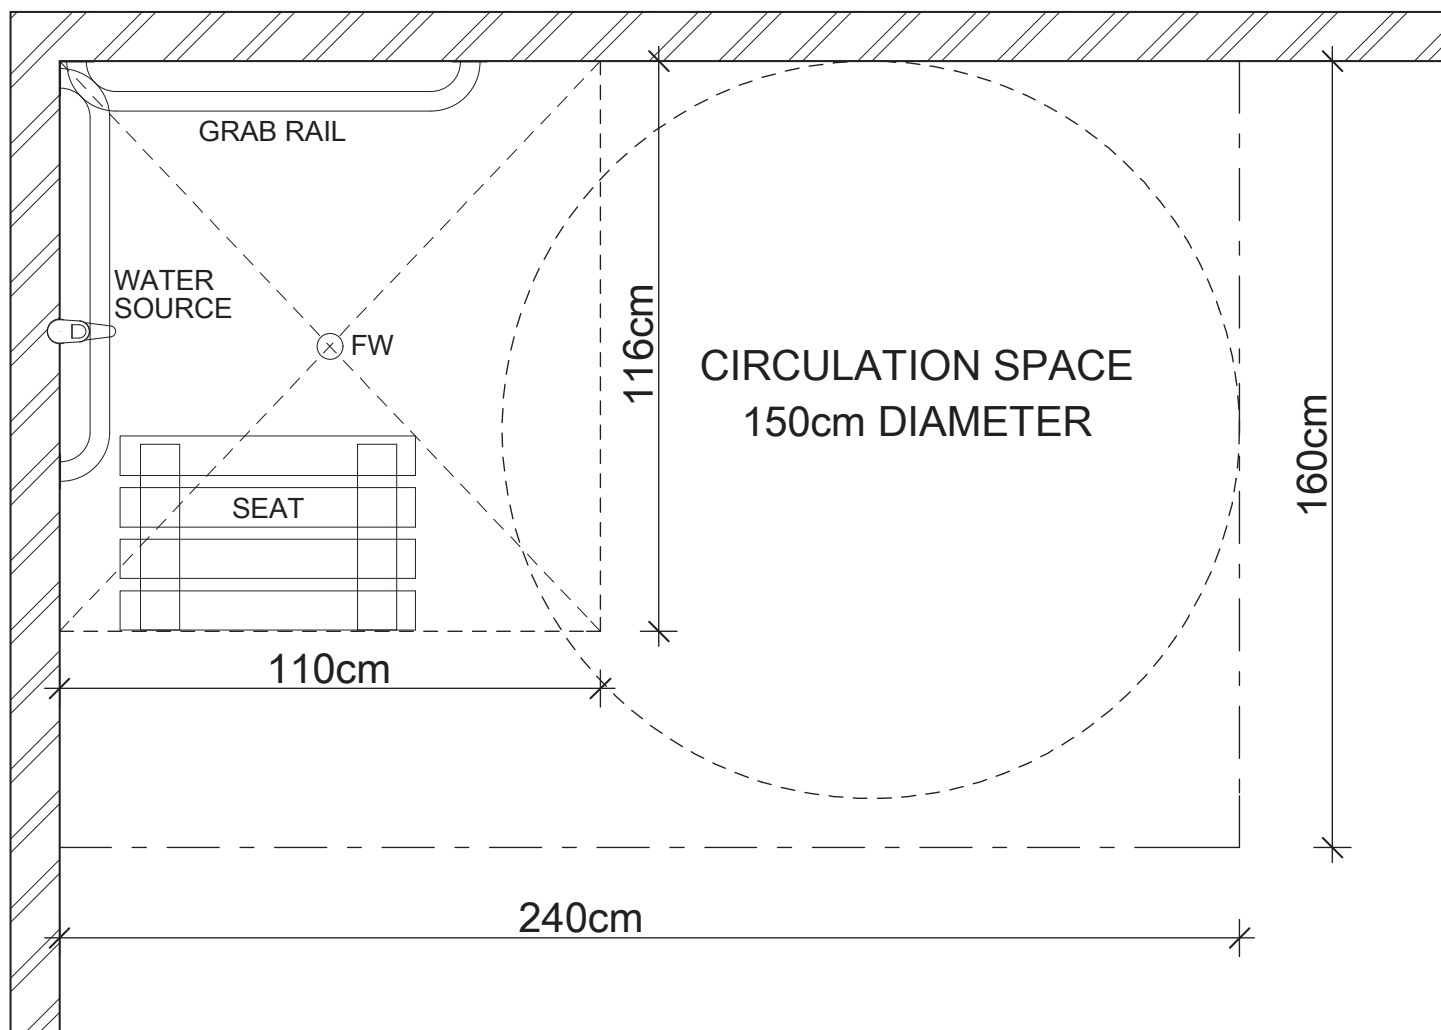 GRAB RAIL
WATER
SOURCE
FW
116cm
CIRCULATION SPACE
150cm DIAMETER
160cm
SEAT
110cm
240cm